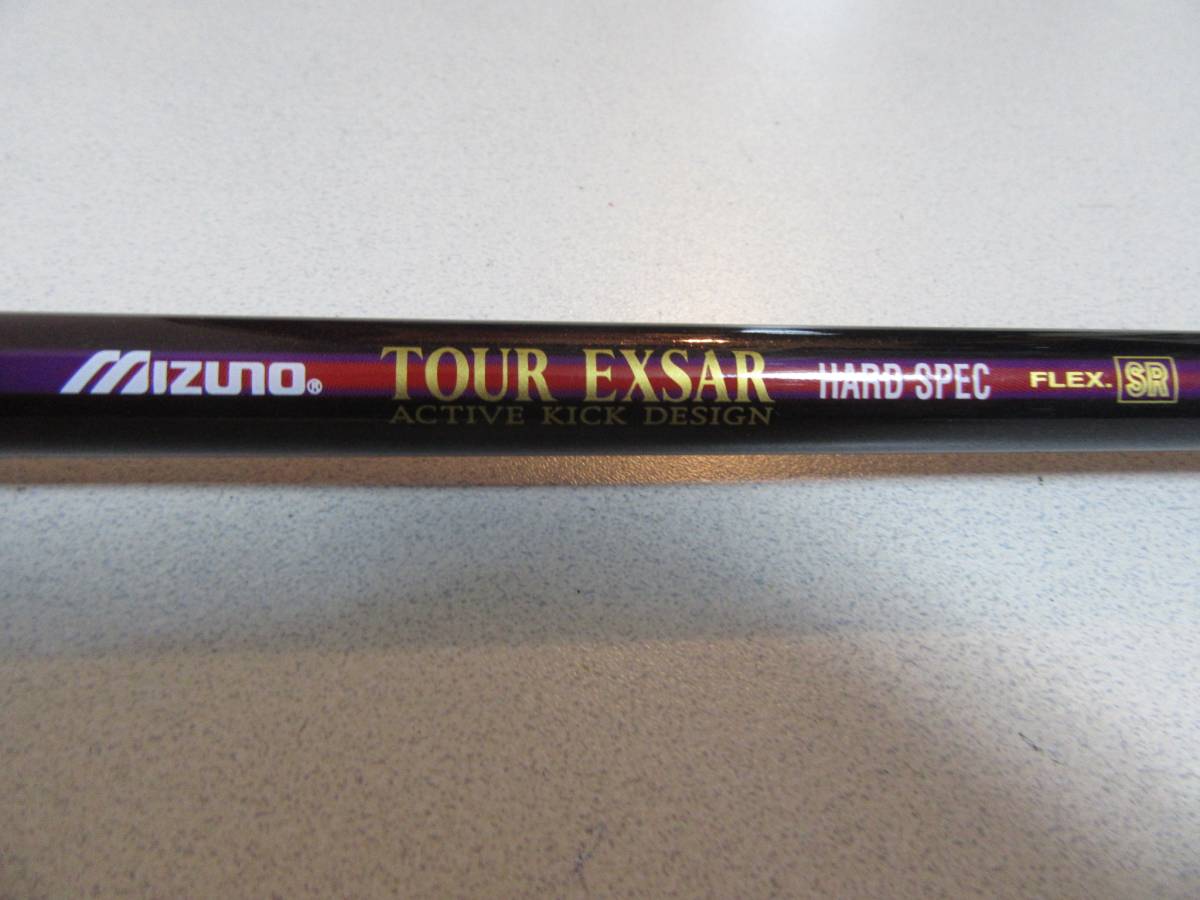 MIZUNO® TOUR EXSAR HARD SPEC FLEX. SR
ACTIVE KICK DESIGN